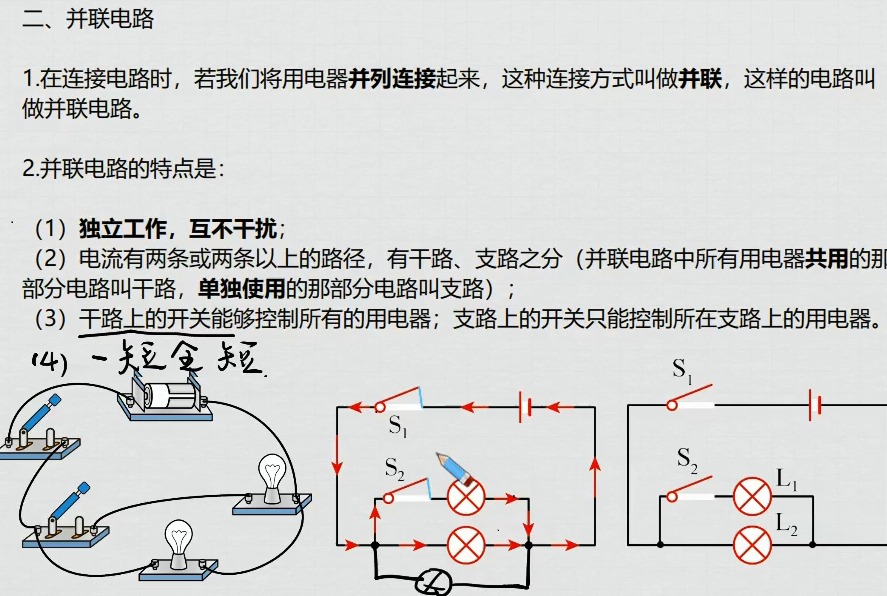 二、并联电路
1.在连接电路时，若我们将用电器并列连接起来，这种连接方式叫做并联，这样的电路叫
做并联电路。
2.并联电路的特点是：
（1）独立工作，互不干扰；
（2）电流有两条或两条以上的路径，有干路、支路之分（并联电路中所有用电器共用的那
部分电路叫干路，单独使用的那部分电路叫支路）；
（3）干路上的开关能够控制所有的用电器；支路上的开关只能控制所在支路上的用电器。
(4) 一短全短.
S1
S2
S1
S2
L1
L2